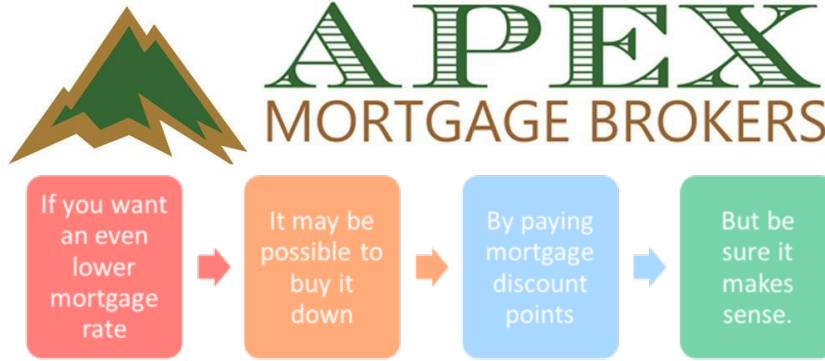 APEX
MORTGAGE BROKERS
If you want
an even
lower
mortgage
rate
It may be
possible to
buy it
down
By paying
mortgage
discount
points
But be
sure it
makes
sense.